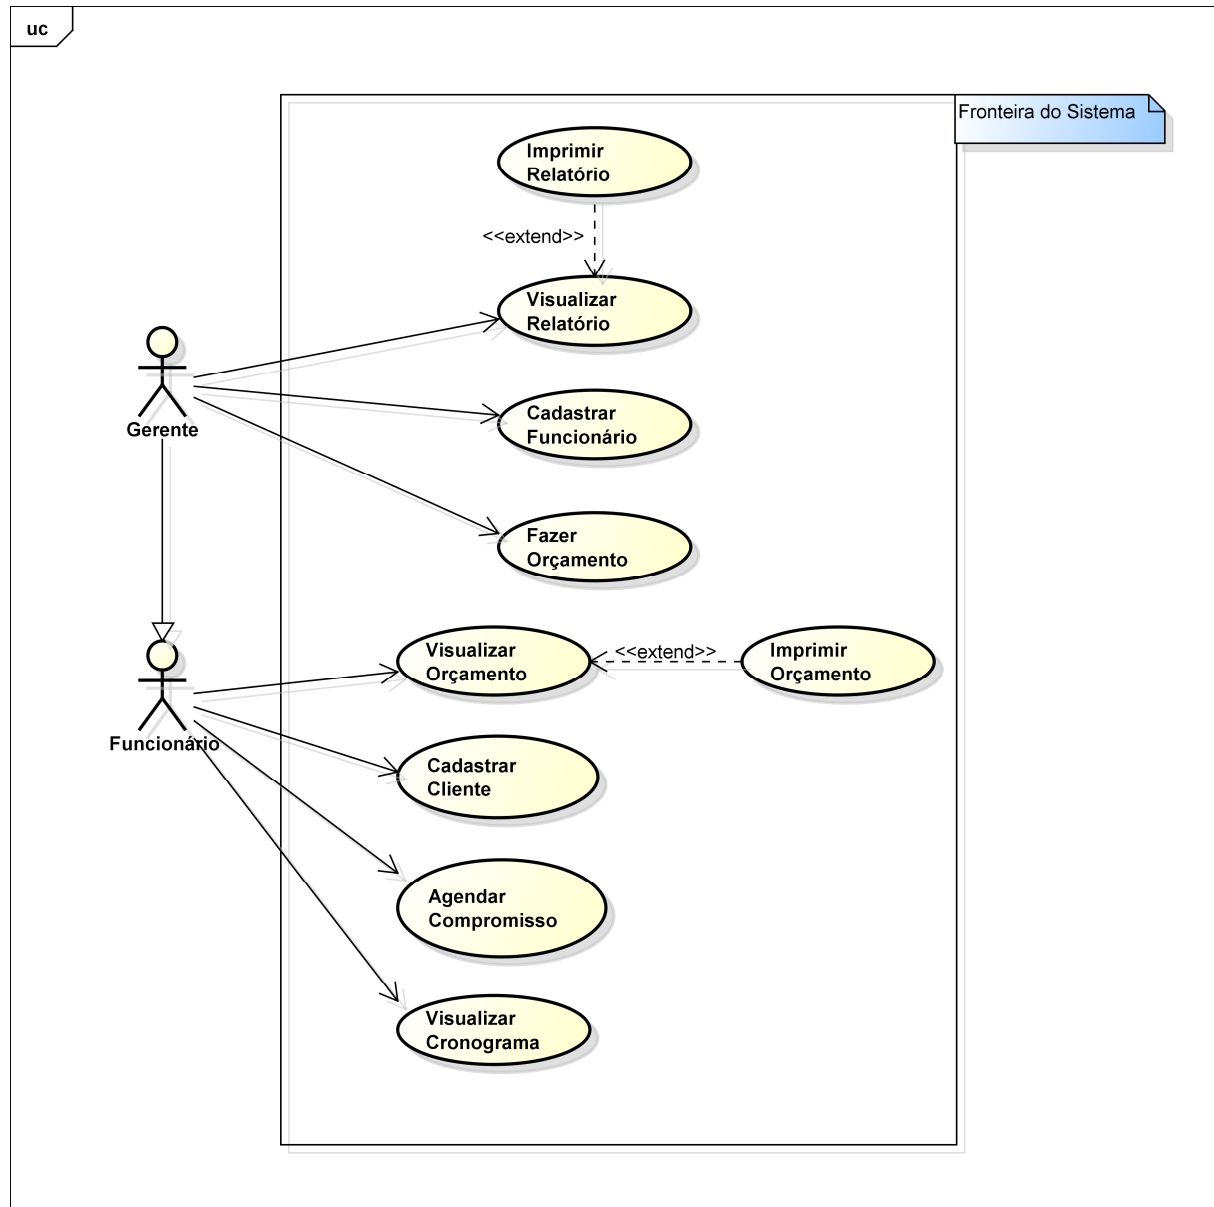 uc
Fronteira do Sistema
Imprimir
Relatório
<<extend>>
Visualizar
Relatório
Cadastrar
Funcionário
Gerente
Fazer
Orçamento
Visualizar
Orçamento
<<extend>>
Imprimir
Orçamento
Funcionário
Cadastrar
Cliente
Agendar
Compromisso
Visualizar
Cronograma